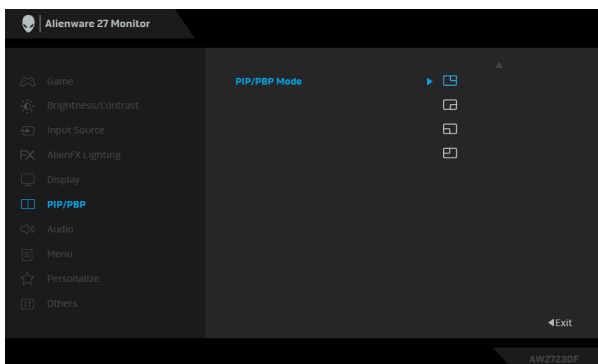 Alienware 27 Monitor
Game
PIP/PBP Mode
Brightness/Contrast
Input Source
AlienFX Lighting
Display
PIP/PBP
Audio
Menu
Personalize
Others
Exit
AW2723DF